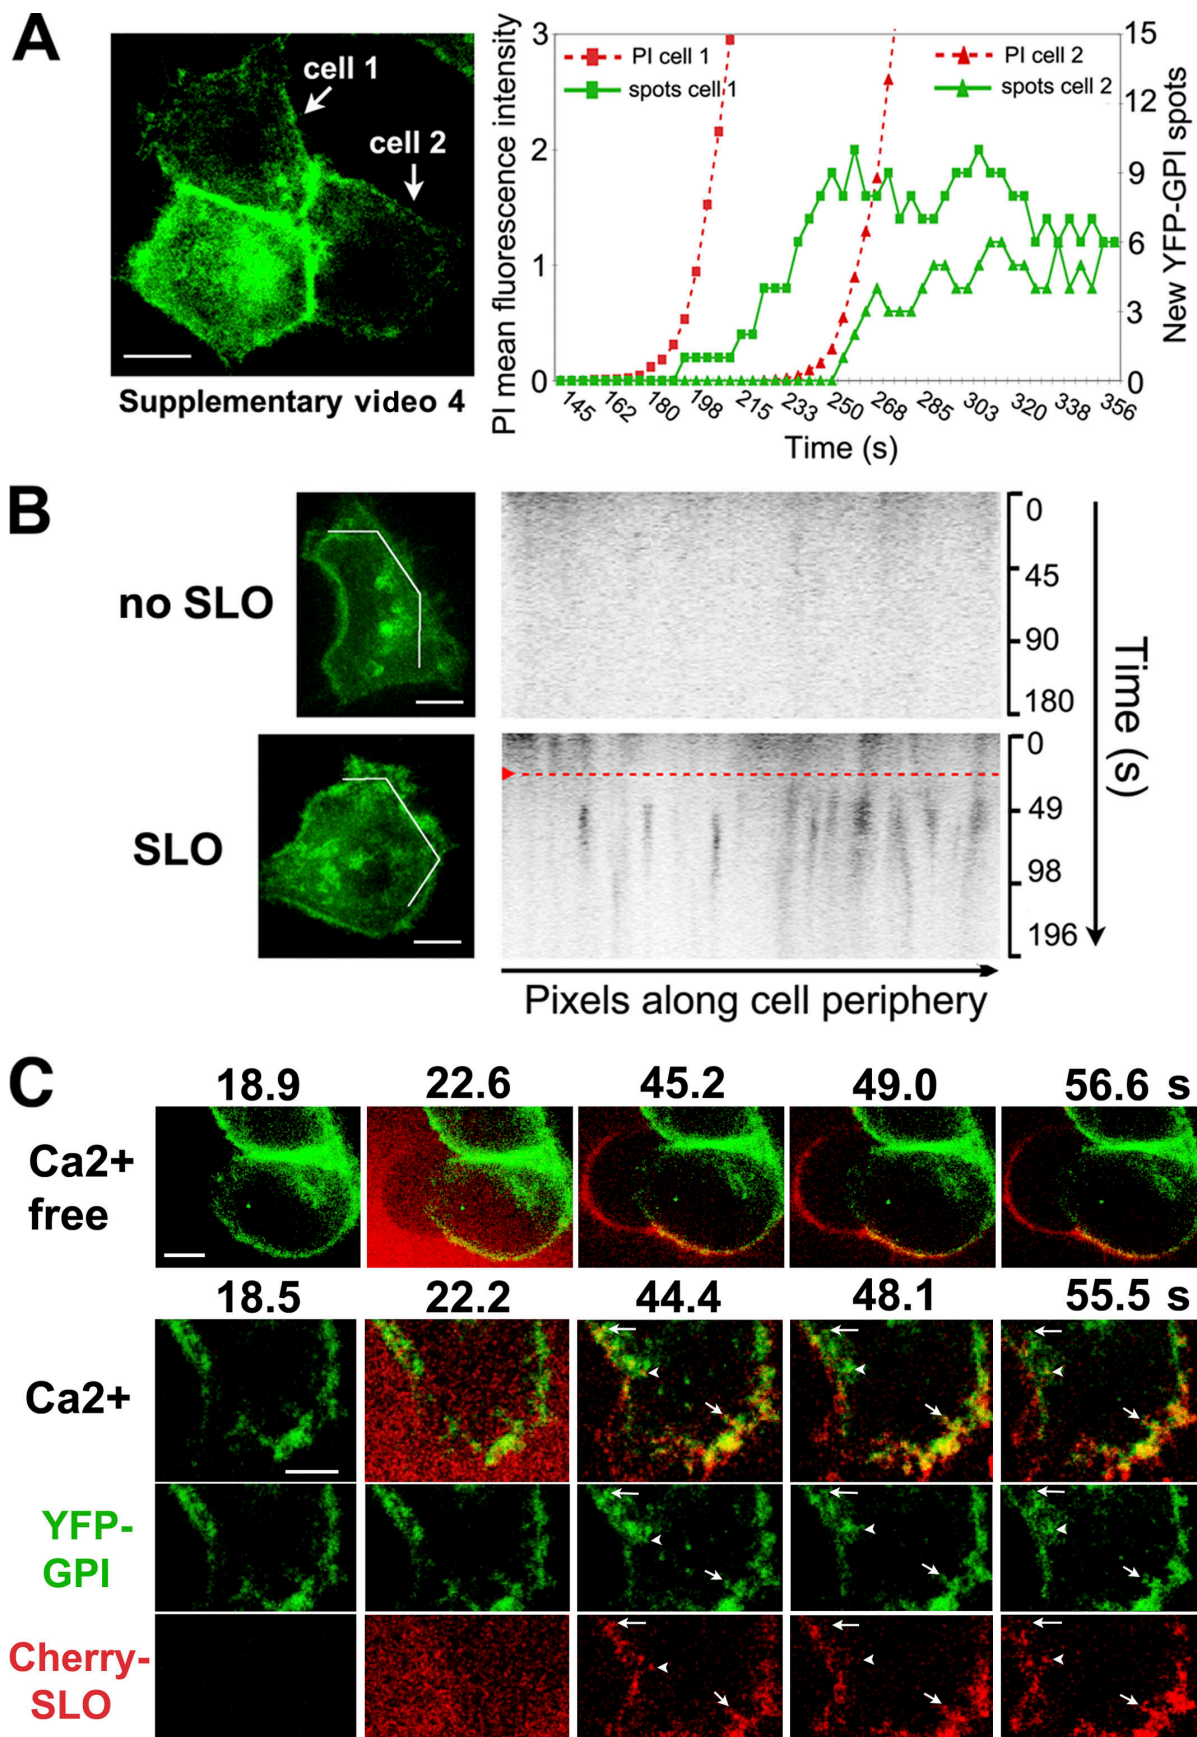 A
cell 1
cell 2
Supplementary video 4
PI mean fluorescence intensity
3
2
1
0
PI cell 1
spots cell 1
PI cell 2
spots cell 2
15
12
9
6
3
0
New YFP-GPI spots
145 162 180 198 215 233 250 268 285 303 320 338 356
Time (s)
B
no SLO
0
45
90
180
SLO
0
49
98
196
Time (s)
Pixels along cell periphery
C
18.9 22.6 45.2 49.0 56.6 s
Ca2+
free
18.5 22.2 44.4 48.1 55.5 s
Ca2+
YFP-
GPI
Cherry-
SLO